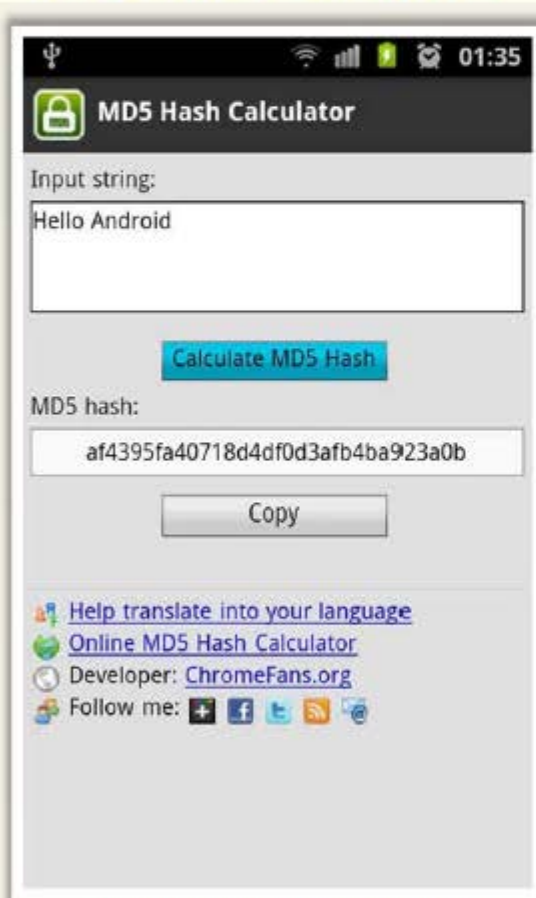 01:35
MD5 Hash Calculator
Input string:
Hello Android
Calculate MD5 Hash
MD5 hash:
af4395fa40718d4df0d3afb4ba923a0b
Copy
Help translate into your language
Online MD5 Hash Calculator
Developer: ChromeFans.org
Follow me: